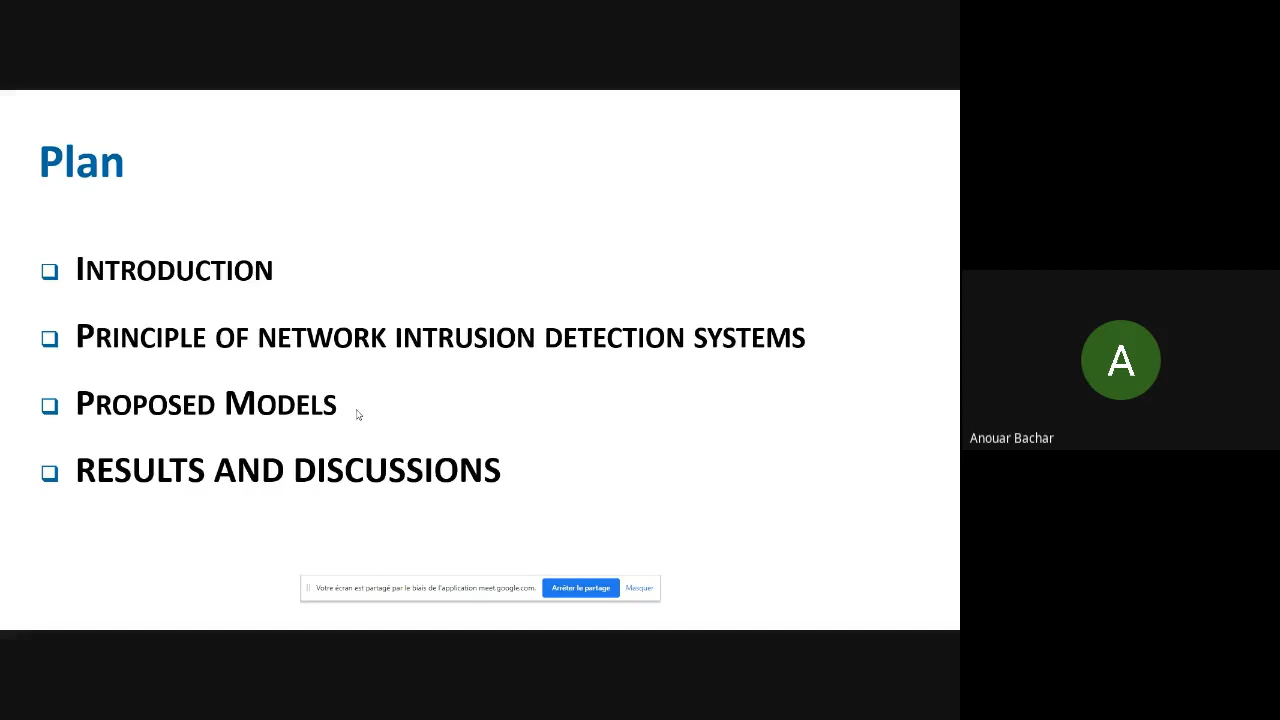 Plan
INTRODUCTION
PRINCIPLE OF NETWORK INTRUSION DETECTION SYSTEMS
PROPOSED MODELS
RESULTS AND DISCUSSIONS
Votre écran est partagé par le biais de l'application meet.google.com. Arrêter le partage Masquer
A
Anouar Bachar